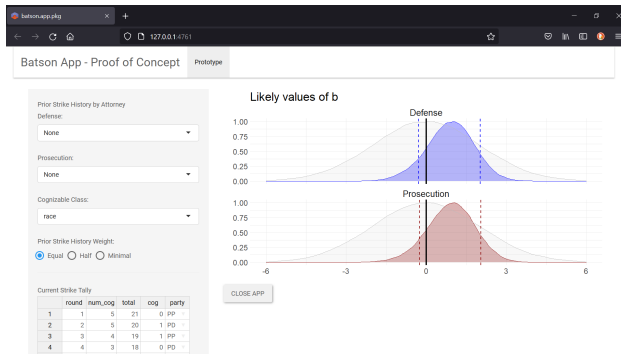 batson.app.pkg
127.0.0.1:4761
Batson App - Proof of Concept
Prototype
Prior Strike History by Attorney
Defense:
None
Prosecution:
None
Cognizable Class:
race
Prior Strike History Weight:
Equal Half Minimal
Current Strike Tally
round num_cog total cog party
1 1 5 21 0 PP
2 2 5 20 1 PD
3 3 4 19 1 PP
4 4 3 18 0 PD
Likely values of b
Defense
1.00
0.75
0.50
0.25
0.00
Prosecution
1.00
0.75
0.50
0.25
0.00
-6 -3 0 3 6
CLOSE APP